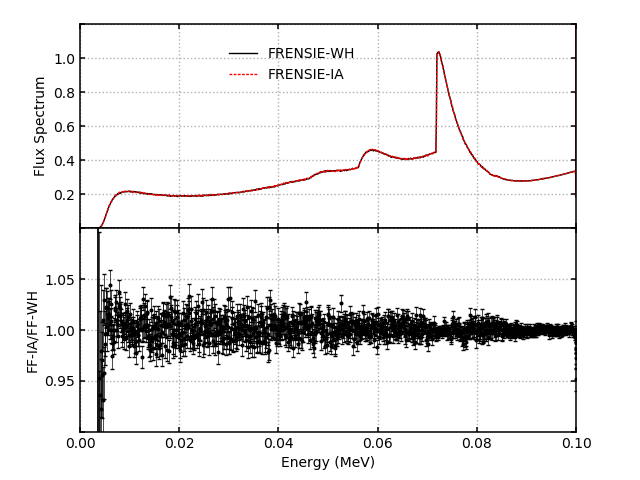 FRENSIE-WH
FRENSIE-IA
Flux Spectrum
1.0
0.8
0.6
0.4
0.2
FF-IA/FF-WH
1.05
1.00
0.95
0.00 0.02 0.04 0.06 0.08 0.10
Energy (MeV)